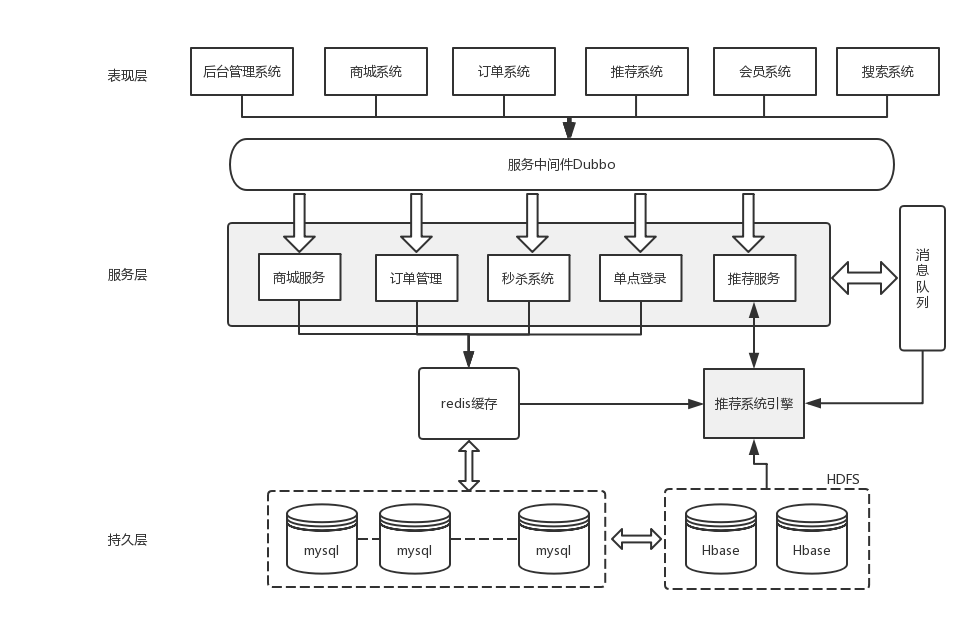 表现层
后台管理系统
商城系统
订单系统
推荐系统
会员系统
搜索系统
服务中间件Dubbo
服务层
商城服务
订单管理
秒杀系统
单点登录
推荐服务
消
息
队
列
redis缓存
推荐系统引擎
HDFS
持久层
mysql
mysql
mysql
Hbase
Hbase